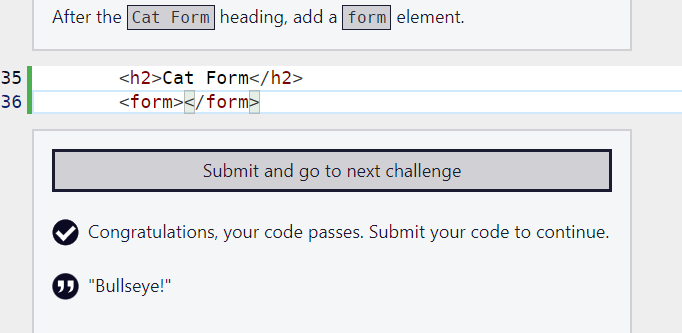 After the Cat Form heading, add a form element.
35 <h2>Cat Form</h2>
36 <form></form>
Submit and go to next challenge
Congratulations, your code passes. Submit your code to continue.
"Bullseye!"